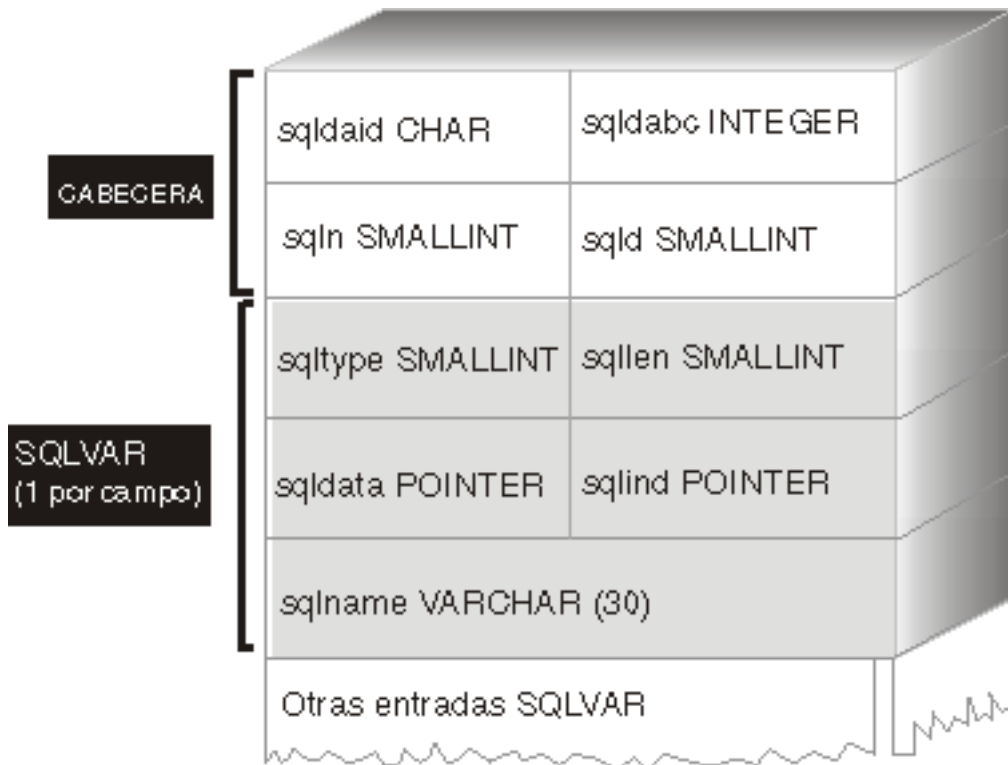 CABECERA
sqldaid CHAR
sqldabc INTEGER
sqln SMALLINT
sqld SMALLINT
SQLVAR
(1 por campo)
sqltype SMALLINT
sqllen SMALLINT
sqldata POINTER
sqlind POINTER
sqlname VARCHAR (30)
Otras entradas SQLVAR